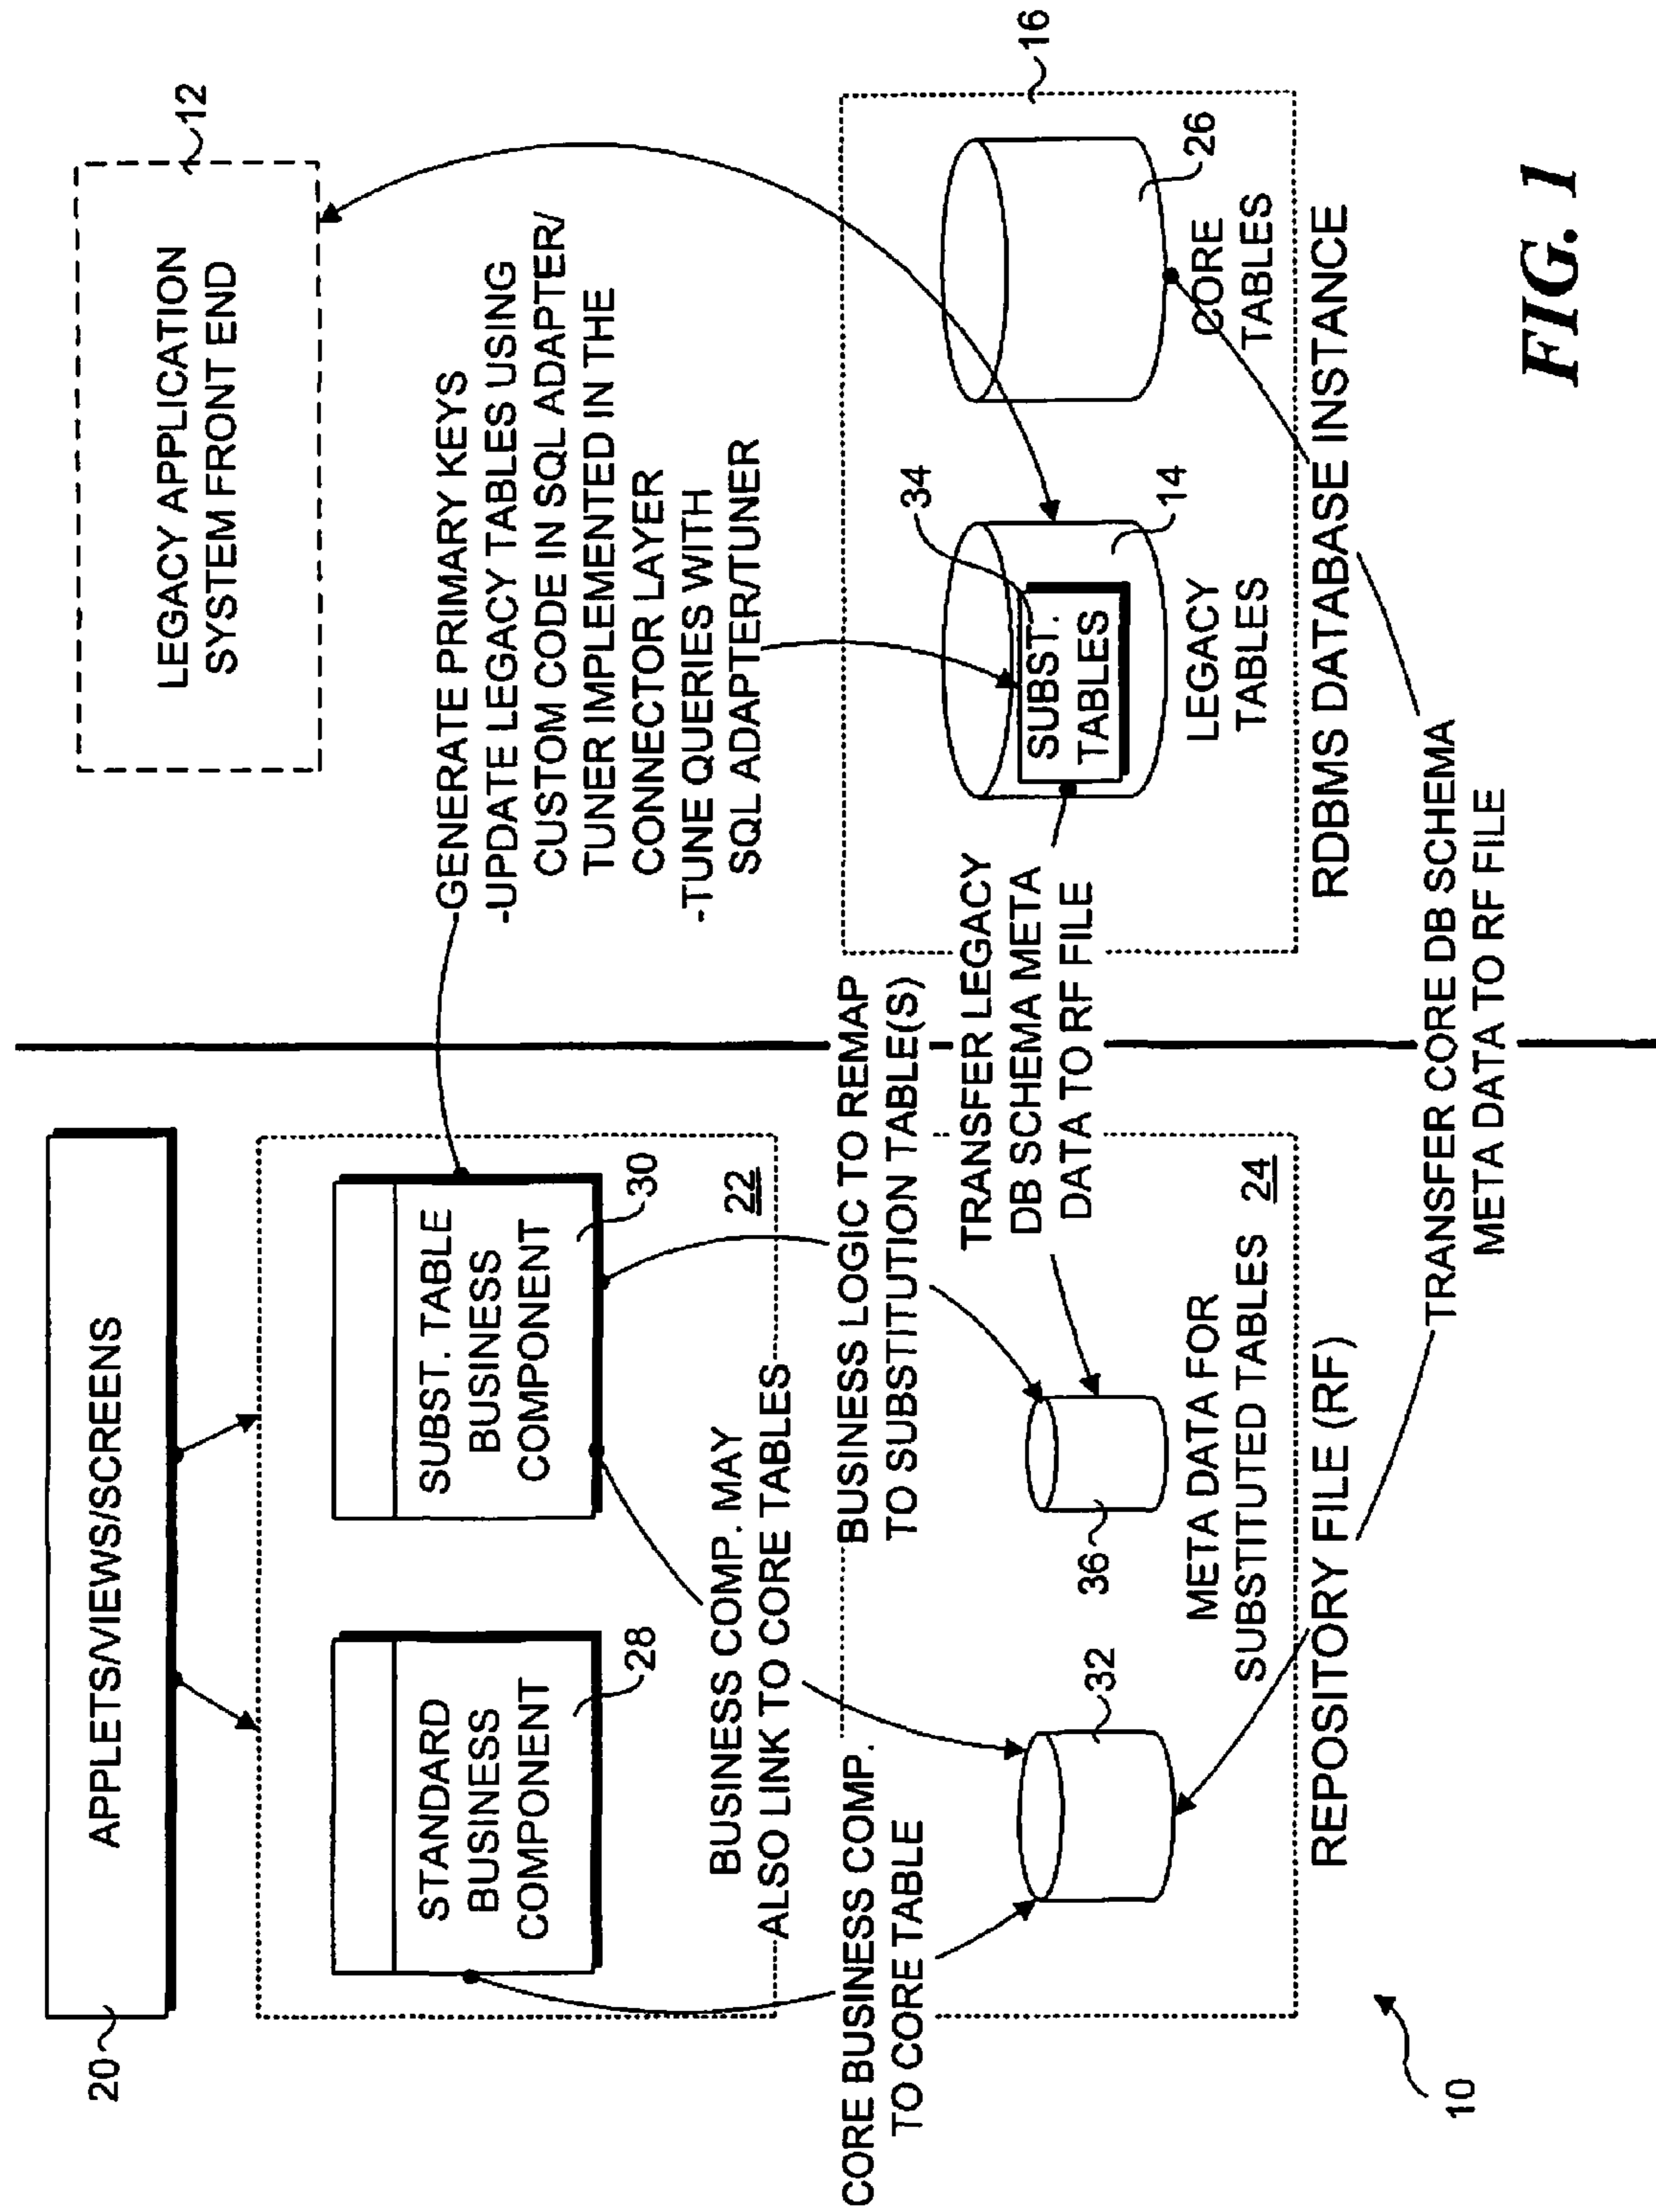 20
APPLETS/VIEWS/SCREENS
LEGACY APPLICATION
SYSTEM FRONT END
12
STANDARD
BUSINESS
COMPONENT
28
SUBST. TABLE
BUSINESS
COMPONENT
30
22
-GENERATE PRIMARY KEYS
-UPDATE LEGACY TABLES USING
CUSTOM CODE IN SQL ADAPTER/
TUNER IMPLEMENTED IN THE
CONNECTOR LAYER
-TUNE QUERIES WITH
SQL ADAPTER/TUNER
BUSINESS COMP. MAY
ALSO LINK TO CORE TABLES
CORE BUSINESS COMP.
TO CORE TABLE
BUSINESS LOGIC TO REMAP
TO SUBSTITUTION TABLE(S)
TRANSFER LEGACY
DB SCHEMA META
DATA TO RF FILE
32
36
META DATA FOR
SUBSTITUTED TABLES
24
REPOSITORY FILE (RF)
34
SUBST.
TABLES
14
LEGACY
TABLES
26
CORE
TABLES
16
RDBMS DATABASE INSTANCE
TRANSFER CORE DB SCHEMA
META DATA TO RF FILE
10
FIG. 1